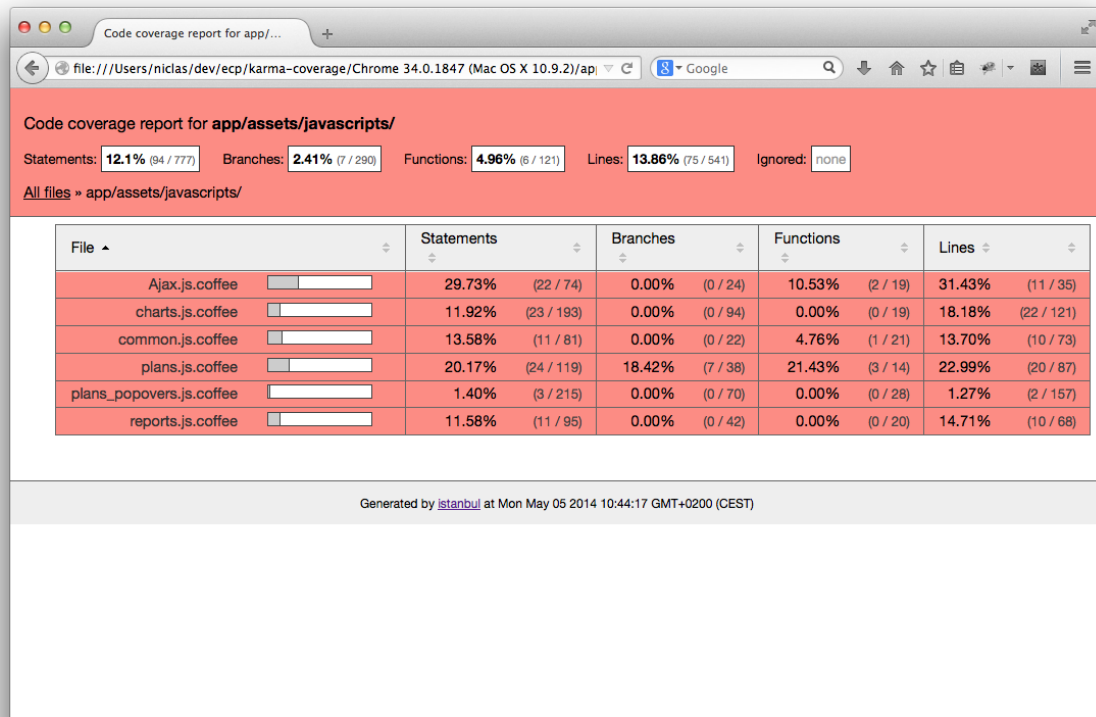 Code coverage report for app/...
file:///Users/niclas/dev/ecp/karma-coverage/Chrome 34.0.1847 (Mac OS X 10.9.2)/ap
Google
Code coverage report for app/assets/javascripts/
Statements: 12.1% (94 / 777) Branches: 2.41% (7 / 290) Functions: 4.96% (6 / 121) Lines: 13.86% (75 / 541) Ignored: none
All files » app/assets/javascripts/
File Statements Branches Functions Lines
Ajax.js.coffee 29.73% (22 / 74) 0.00% (0 / 24) 10.53% (2 / 19) 31.43% (11 / 35)
charts.js.coffee 11.92% (23 / 193) 0.00% (0 / 94) 0.00% (0 / 19) 18.18% (22 / 121)
common.js.coffee 13.58% (11 / 81) 0.00% (0 / 22) 4.76% (1 / 21) 13.70% (10 / 73)
plans.js.coffee 20.17% (24 / 119) 18.42% (7 / 38) 21.43% (3 / 14) 22.99% (20 / 87)
plans_popovers.js.coffee 1.40% (3 / 215) 0.00% (0 / 70) 0.00% (0 / 28) 1.27% (2 / 157)
reports.js.coffee 11.58% (11 / 95) 0.00% (0 / 42) 0.00% (0 / 20) 14.71% (10 / 68)
Generated by istanbul at Mon May 05 2014 10:44:17 GMT+0200 (CEST)